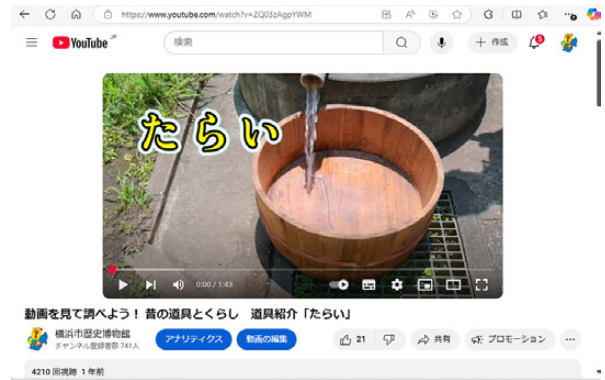 https://www.youtube.com/watch?v=ZQ03zAgpYWM
YouTube JP
検索
作成
9
たらい
0:00 / 1:43
動画を見て調べよう! 昔の道具とくらし 道具紹介「たらい」
横浜市歴史博物館
チャンネル登録者数 741人
アナリティクス
動画の編集
21
共有
プロモーション
4210 回視聴 1 年前